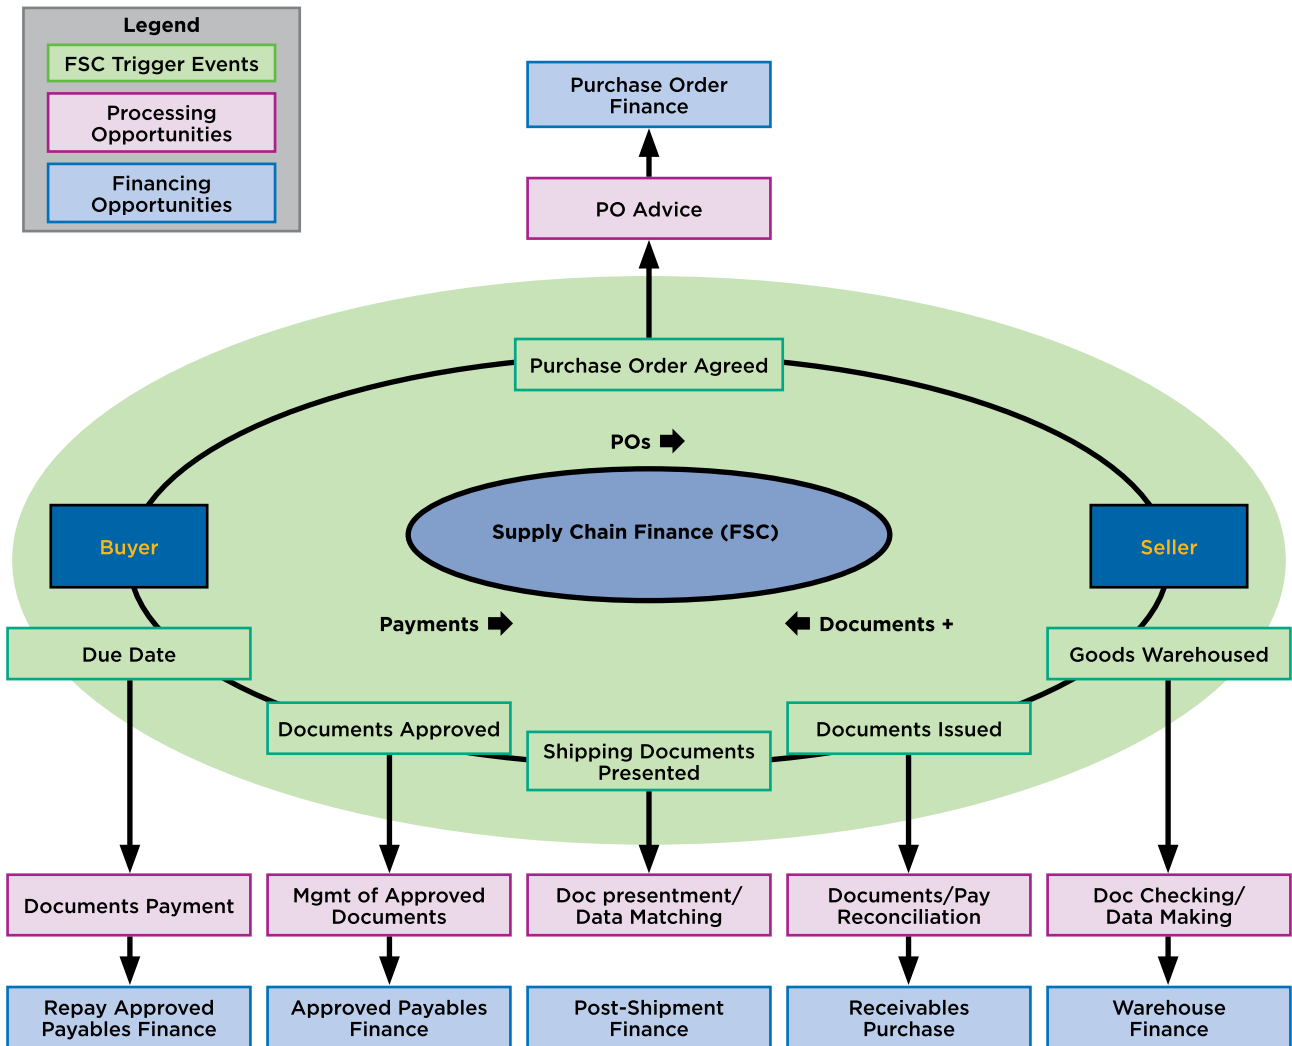 Legend
FSC Trigger Events
Processing
Opportunities
Financing
Opportunities
Purchase Order
Finance
PO Advice
Purchase Order Agreed
POs
Buyer
Supply Chain Finance (FSC)
Seller
Payments
Documents +
Due Date
Goods Warehoused
Documents Approved
Shipping Documents
Presented
Documents Issued
Documents Payment
Mgmt of Approved
Documents
Doc presentment/
Data Matching
Documents/Pay
Reconciliation
Doc Checking/
Data Making
Repay Approved
Payables Finance
Approved Payables
Finance
Post-Shipment
Finance
Receivables
Purchase
Warehouse
Finance